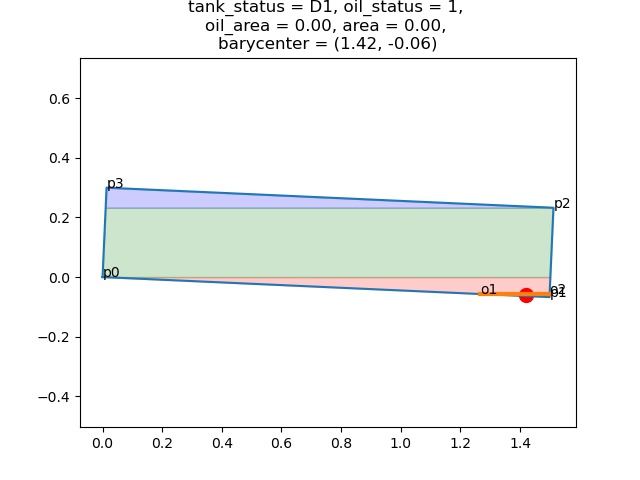 tank_status = D1, oil_status = 1,
oil_area = 0.00, area = 0.00,
barycenter = (1.42, -0.06)
0.6
0.4
p3
p2
0.2
p0
0.0
o1
o2
p1
−0.2
−0.4
0.0 0.2 0.4 0.6 0.8 1.0 1.2 1.4